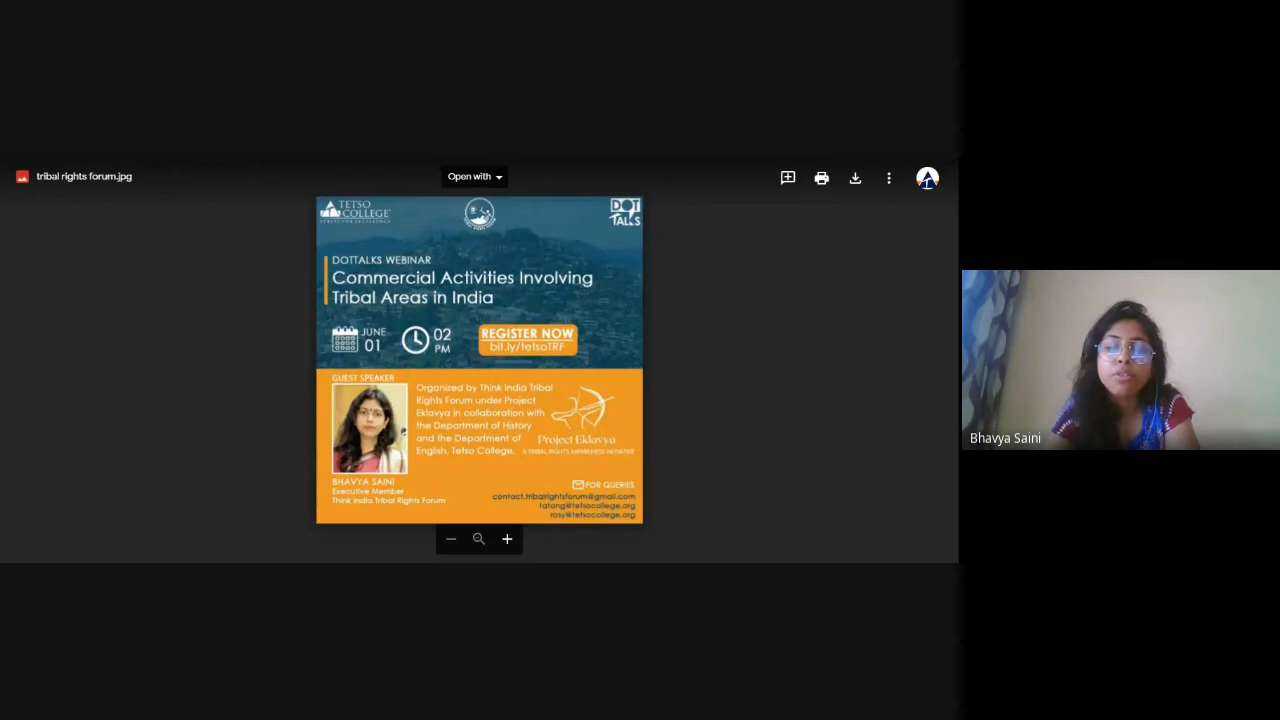 tribal rights forum.jpg
Open with
TETSO
COLLEGE
DOT
TALKS
DOTTALKS WEBINAR
Commercial Activities Involving
Tribal Areas in India
JUNE
01
02
PM
REGISTER NOW
bit.ly/tetsoTRF
GUEST SPEAKER
Organized by Think India Tribal
Rights Forum under Project
Eklavya in collaboration with
the Department of History
and the Department of
English, Tetso College.
Project Eklavya
A TRIBAL RIGHTS AWARENESS INITIATIVE
BHAVYA SAINI
Executive Member
Think India Tribal Rights Forum
FOR QUERIES
contact.tribalrightsforum@gmail.com
tatong@tetsocollege.org
rosy@tetsocollege.org
Bhavya Saini